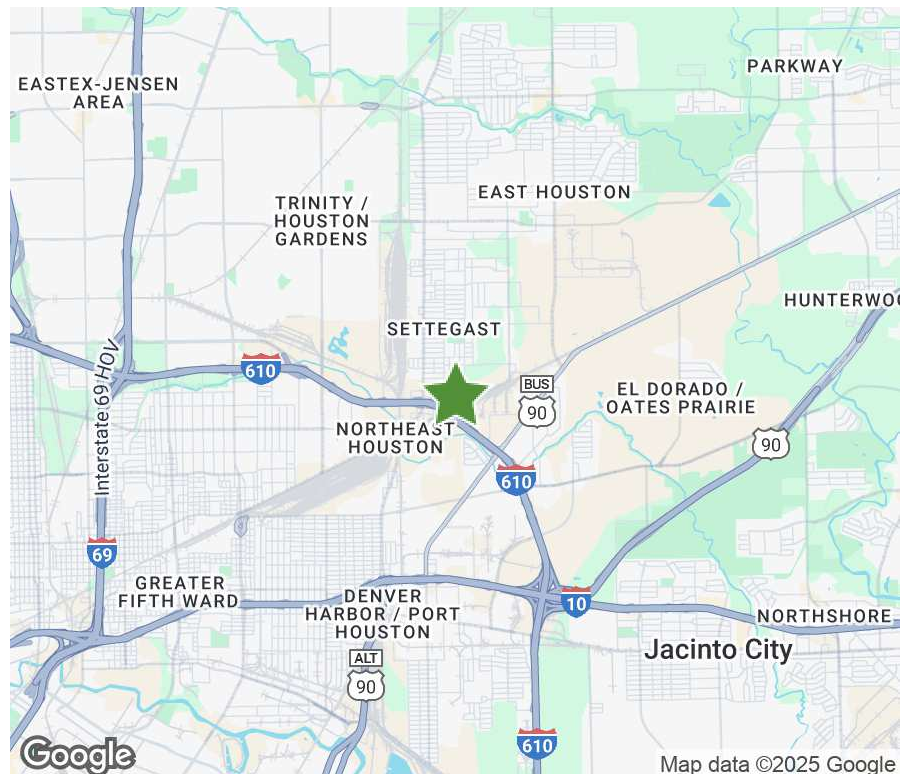 EASTEX-JENSEN
AREA
PARKWAY
EAST HOUSTON
TRINITY /
HOUSTON
GARDENS
HUNTERWOO
SETTEGAST
Interstate 69 HOV
610
BUS
90
EL DORADO /
OATES PRAIRIE
NORTHEAST
HOUSTON
90
610
69
GREATER
FIFTH WARD
DENVER
HARBOR / PORT
HOUSTON
10
NORTHSHORE
Jacinto City
ALT
90
610
Google
Map data ©2025 Google